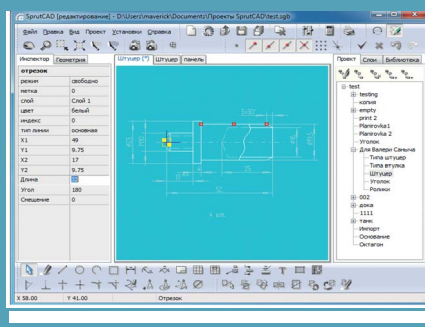 SprutCAD [редактирование] - D:\Users\maverick\Documents\Проекты SprutCAD\test.sgb
Файл Правка Вид Проект Установки Справка
Инспектор Геометрия
Штуцер (*) Штуцер панель
Проект Слои Библиотека
отрезок
режим свободно
метка 0
слой Слой 1
цвет белый
индекс 0
тип линии основная
X1 49
Y1 9.75
X2 17
Y2 9.75
Длина 32
Угол 180
Смещение 0
test
testing
копия
empty
print 2
Planirovka1
Planirovka 2
Уголок
Для Валери Саныча
Типа штуцер
Типа втулка
Штуцер
Уголок
Ролики
002
дока
1111
танк
Импорт
Основание
Октагон
X 58.00 Y 41.00 Отрезок